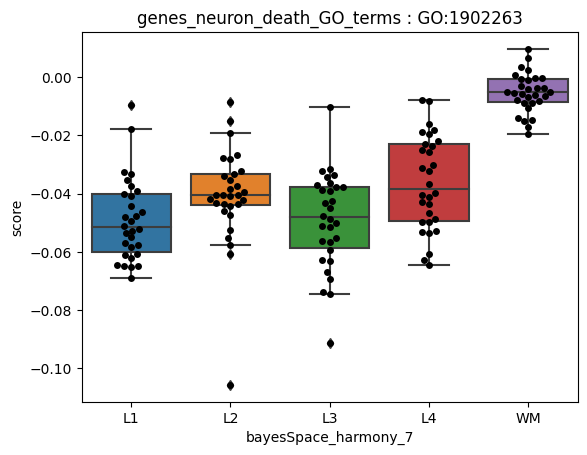 genes_neuron_death_GO_terms : GO:1902263
0.00
−0.02
−0.04
−0.06
−0.08
−0.10
score
L1 L2 L3 L4 WM
bayesSpace_harmony_7